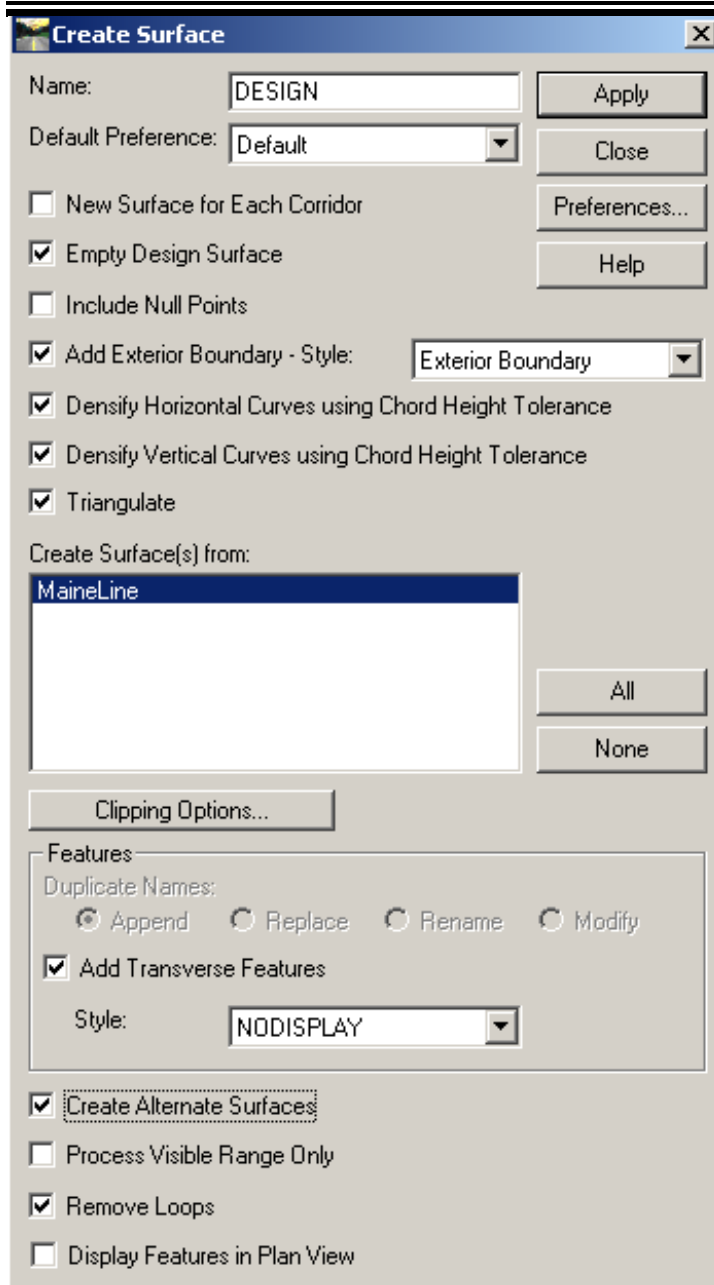 Create Surface
Name: DESIGN Apply
Default Preference: Default Close
New Surface for Each Corridor Preferences...
Empty Design Surface Help
Include Null Points
Add Exterior Boundary - Style: Exterior Boundary
Densify Horizontal Curves using Chord Height Tolerance
Densify Vertical Curves using Chord Height Tolerance
Triangulate
Create Surface(s) from:
MaineLine
All
None
Clipping Options...
Features
Duplicate Names:
Append Replace Rename Modify
Add Transverse Features
Style: NODISPLAY
Create Alternate Surfaces
Process Visible Range Only
Remove Loops
Display Features in Plan View